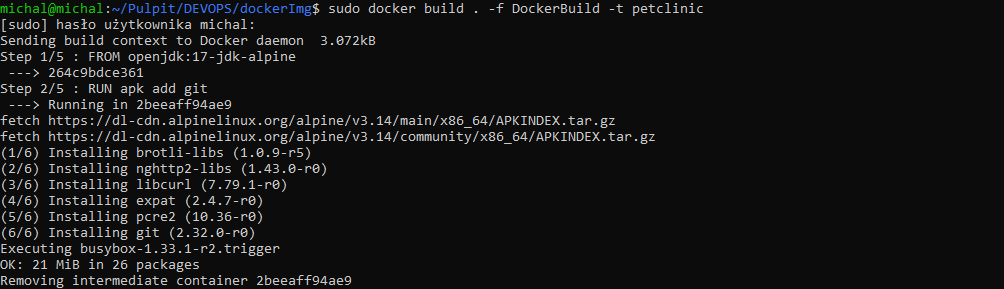 michal@michal:~/Pulpit/DEVOPS/dockerImg$ sudo docker build . -f DockerBuild -t petclinic
[sudo] hasło użytkownika michal:
Sending build context to Docker daemon  3.072kB
Step 1/5 : FROM openjdk:17-jdk-alpine
 ---> 264c9bdce361
Step 2/5 : RUN apk add git
 ---> Running in 2beeaff94ae9
fetch https://dl-cdn.alpinelinux.org/alpine/v3.14/main/x86_64/APKINDEX.tar.gz
fetch https://dl-cdn.alpinelinux.org/alpine/v3.14/community/x86_64/APKINDEX.tar.gz
(1/6) Installing brotli-libs (1.0.9-r5)
(2/6) Installing nghttp2-libs (1.43.0-r0)
(3/6) Installing libcurl (7.79.1-r0)
(4/6) Installing expat (2.4.7-r0)
(5/6) Installing pcre2 (10.36-r0)
(6/6) Installing git (2.32.0-r0)
Executing busybox-1.33.1-r2.trigger
OK: 21 MiB in 26 packages
Removing intermediate container 2beeaff94ae9